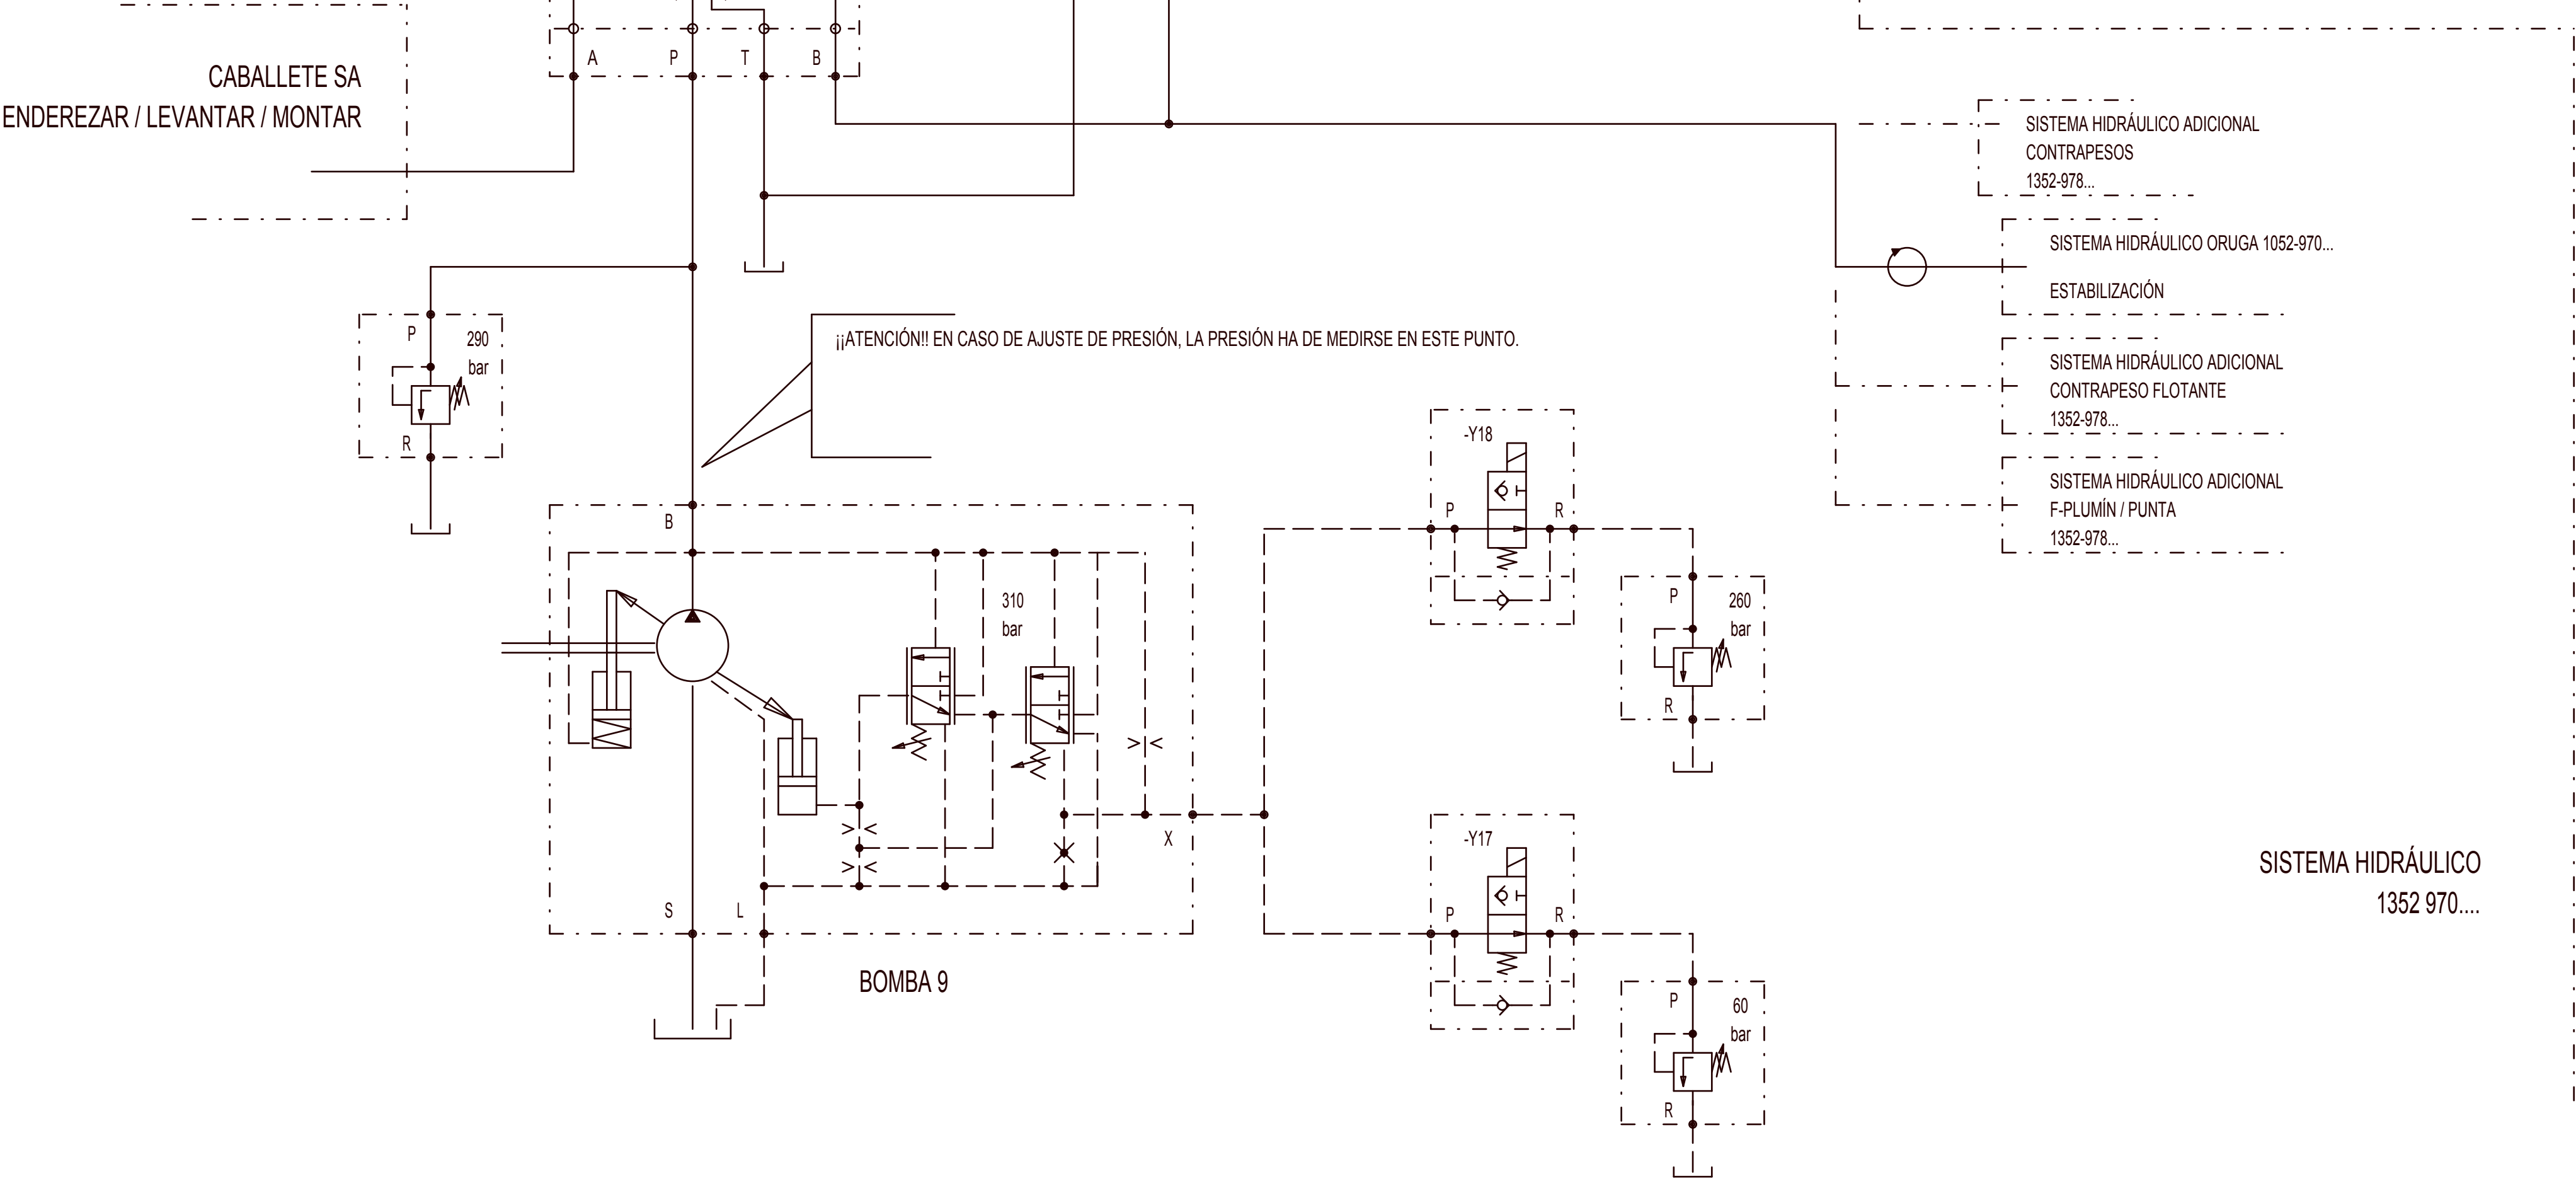 A
P
T
B
CABALLETE SA
ENDEREZAR / LEVANTAR / MONTAR
SISTEMA HIDRÁULICO ADICIONAL
CONTRAPESOS
1352-978...
SISTEMA HIDRÁULICO ORUGA 1052-970...
ESTABILIZACIÓN
SISTEMA HIDRÁULICO ADICIONAL
CONTRAPESO FLOTANTE
1352-978...
SISTEMA HIDRÁULICO ADICIONAL
F-PLUMÍN / PUNTA
1352-978...
P
290
bar
R
¡¡ATENCIÓN!! EN CASO DE AJUSTE DE PRESIÓN, LA PRESIÓN HA DE MEDIRSE EN ESTE PUNTO.
B
310
bar
X
S
L
BOMBA 9
-Y18
P
R
P
260
bar
R
-Y17
P
R
P
60
bar
R
SISTEMA HIDRÁULICO
1352 970....